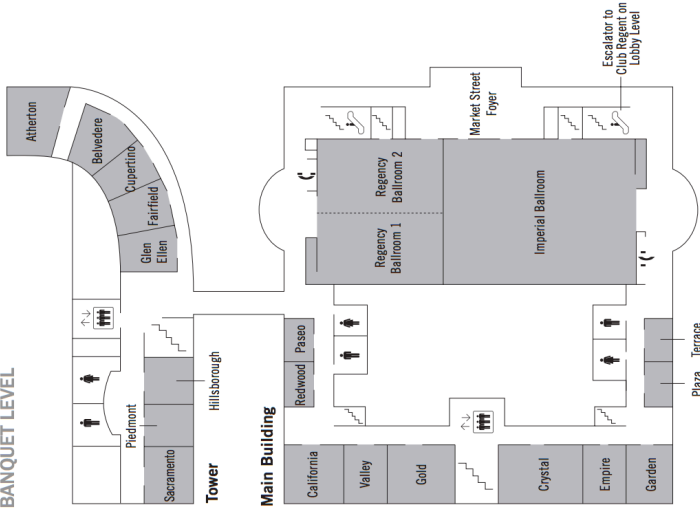 BANQUET LEVEL
Atherton
Belvedere
Cupertino
Fairfield
Glen
Ellen
Hillsborough
Piedmont
Sacramento
Tower
Main Building
Market Street
Foyer
Escalator to
Club Regent on
Lobby Level
Regency
Ballroom 2
Regency
Ballroom 1
Imperial Ballroom
Paseo
Redwood
Terrace
Plaza
California
Valley
Gold
Crystal
Empire
Garden